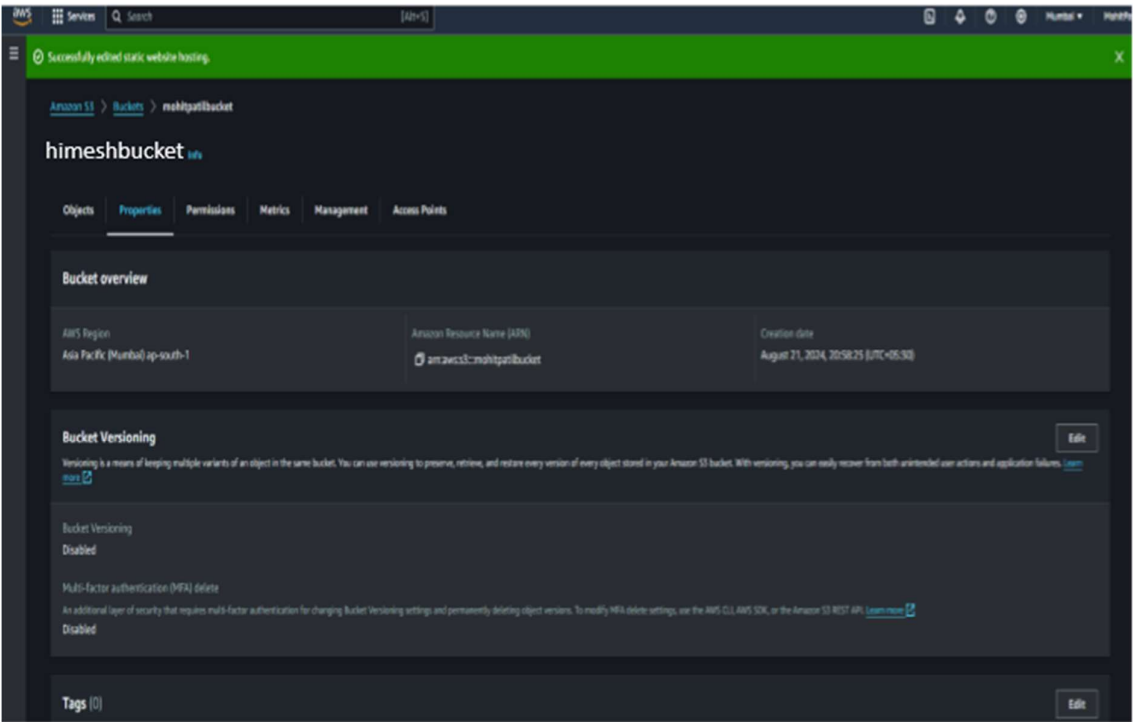 aws Services Search [Alt+S] Mumbai
Successfully edited static website hosting.
Amazon S3 > Buckets > mohitpatilbucket
himeshbucket Info
Objects Properties Permissions Metrics Management Access Points
Bucket overview
AWS Region Amazon Resource Name (ARN) Creation date
Asia Pacific (Mumbai) ap-south-1 arn:aws:s3:::mohitpatilbucket August 21, 2024, 20:58:25 (UTC+05:30)
Bucket Versioning Edit
Versioning is a means of keeping multiple variants of an object in the same bucket. You can use versioning to preserve, retrieve, and restore every version of every object stored in your Amazon S3 bucket. With versioning, you can easily recover from both unintended user actions and application failures. Learn
more
Bucket Versioning
Disabled
Multi-factor authentication (MFA) delete
An additional layer of security that requires multi-factor authentication for changing Bucket Versioning settings and permanently deleting object versions. To modify MFA delete settings, use the AWS CLI, AWS SDK, or the Amazon S3 REST API. Learn more
Disabled
Tags (0) Edit